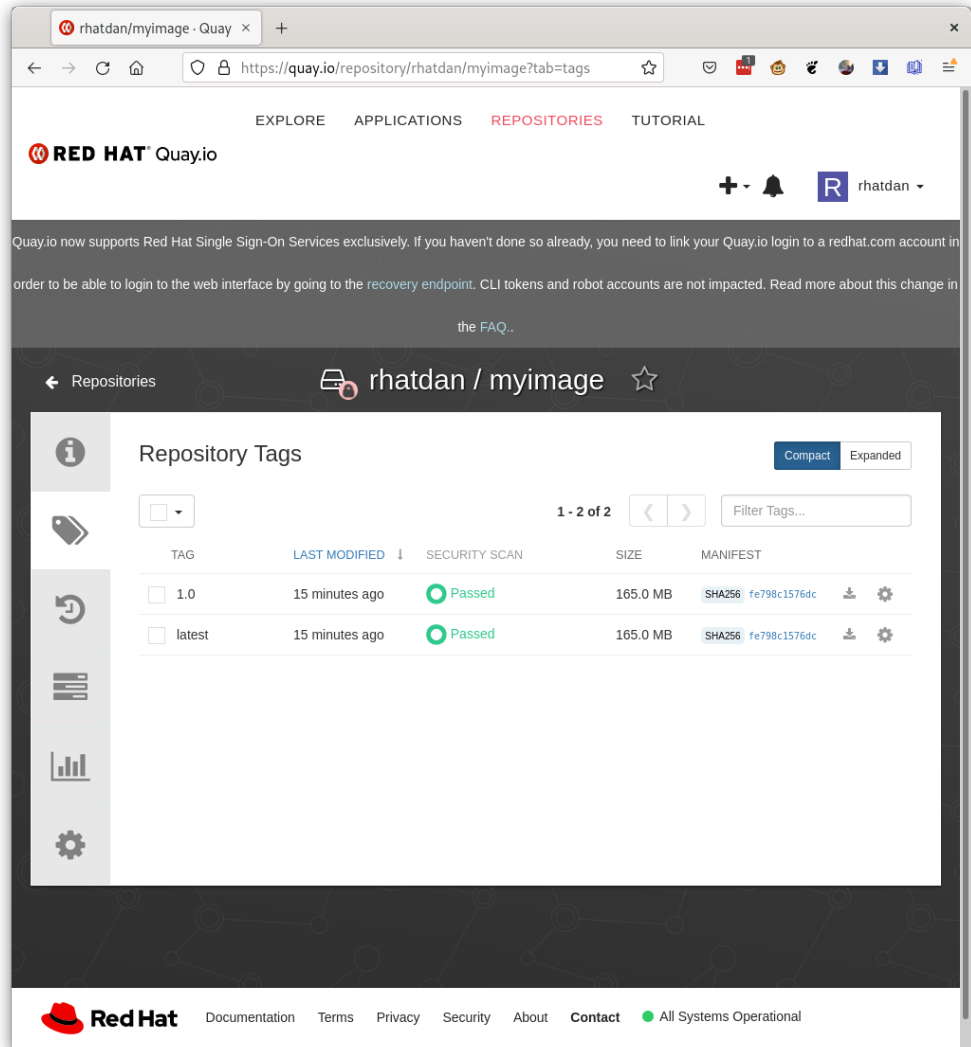 rhatdan/myimage · Quay × +
×
https://quay.io/repository/rhatdan/myimage?tab=tags
1
EXPLORE APPLICATIONS REPOSITORIES TUTORIAL
RED HAT® Quay.io
R rhatdan
Quay.io now supports Red Hat Single Sign-On Services exclusively. If you haven't done so already, you need to link your Quay.io login to a redhat.com account in
order to be able to login to the web interface by going to the recovery endpoint. CLI tokens and robot accounts are not impacted. Read more about this change in
the FAQ..
Repositories
rhatdan / myimage
Repository Tags
Compact Expanded
1 - 2 of 2
Filter Tags...
TAG LAST MODIFIED ↓ SECURITY SCAN SIZE MANIFEST
1.0 15 minutes ago Passed 165.0 MB SHA256 fe798c1576dc
latest 15 minutes ago Passed 165.0 MB SHA256 fe798c1576dc
Red Hat Documentation Terms Privacy Security About Contact All Systems Operational